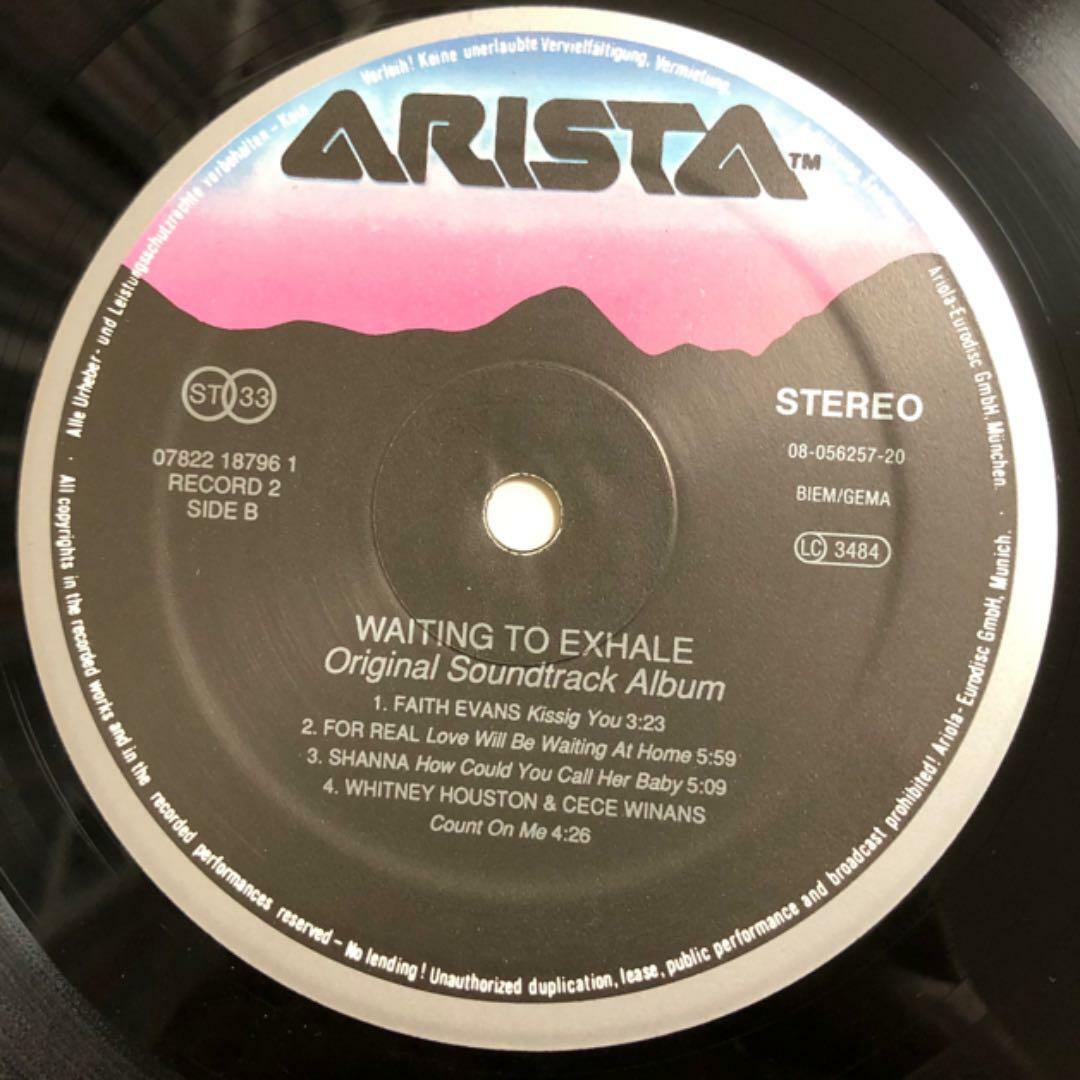 ARISTA TM
ST 33
07822 18796 1
RECORD 2
SIDE B
STEREO
08-056257-20
BIEM/GEMA
LC 3484
WAITING TO EXHALE
Original Soundtrack Album
1. FAITH EVANS Kissig You 3:23
2. FOR REAL Love Will Be Waiting At Home 5:59
3. SHANNA How Could You Call Her Baby 5:09
4. WHITNEY HOUSTON & CECE WINANS
Count On Me 4:26
Alle Urheber- und Leistungsschutzrechte vorbehalten - Kein Verleih! Keine unerlaubte Vervielfältigung, Vermietung,
Ariola-Eurodisc GmbH, München.
· All copyrights in the recorded works and in the recorded performances reserved – No lending! Unauthorized duplication, lease, public performance and broadcast prohibited! Ariola-Eurodisc GmbH, Munich. ·